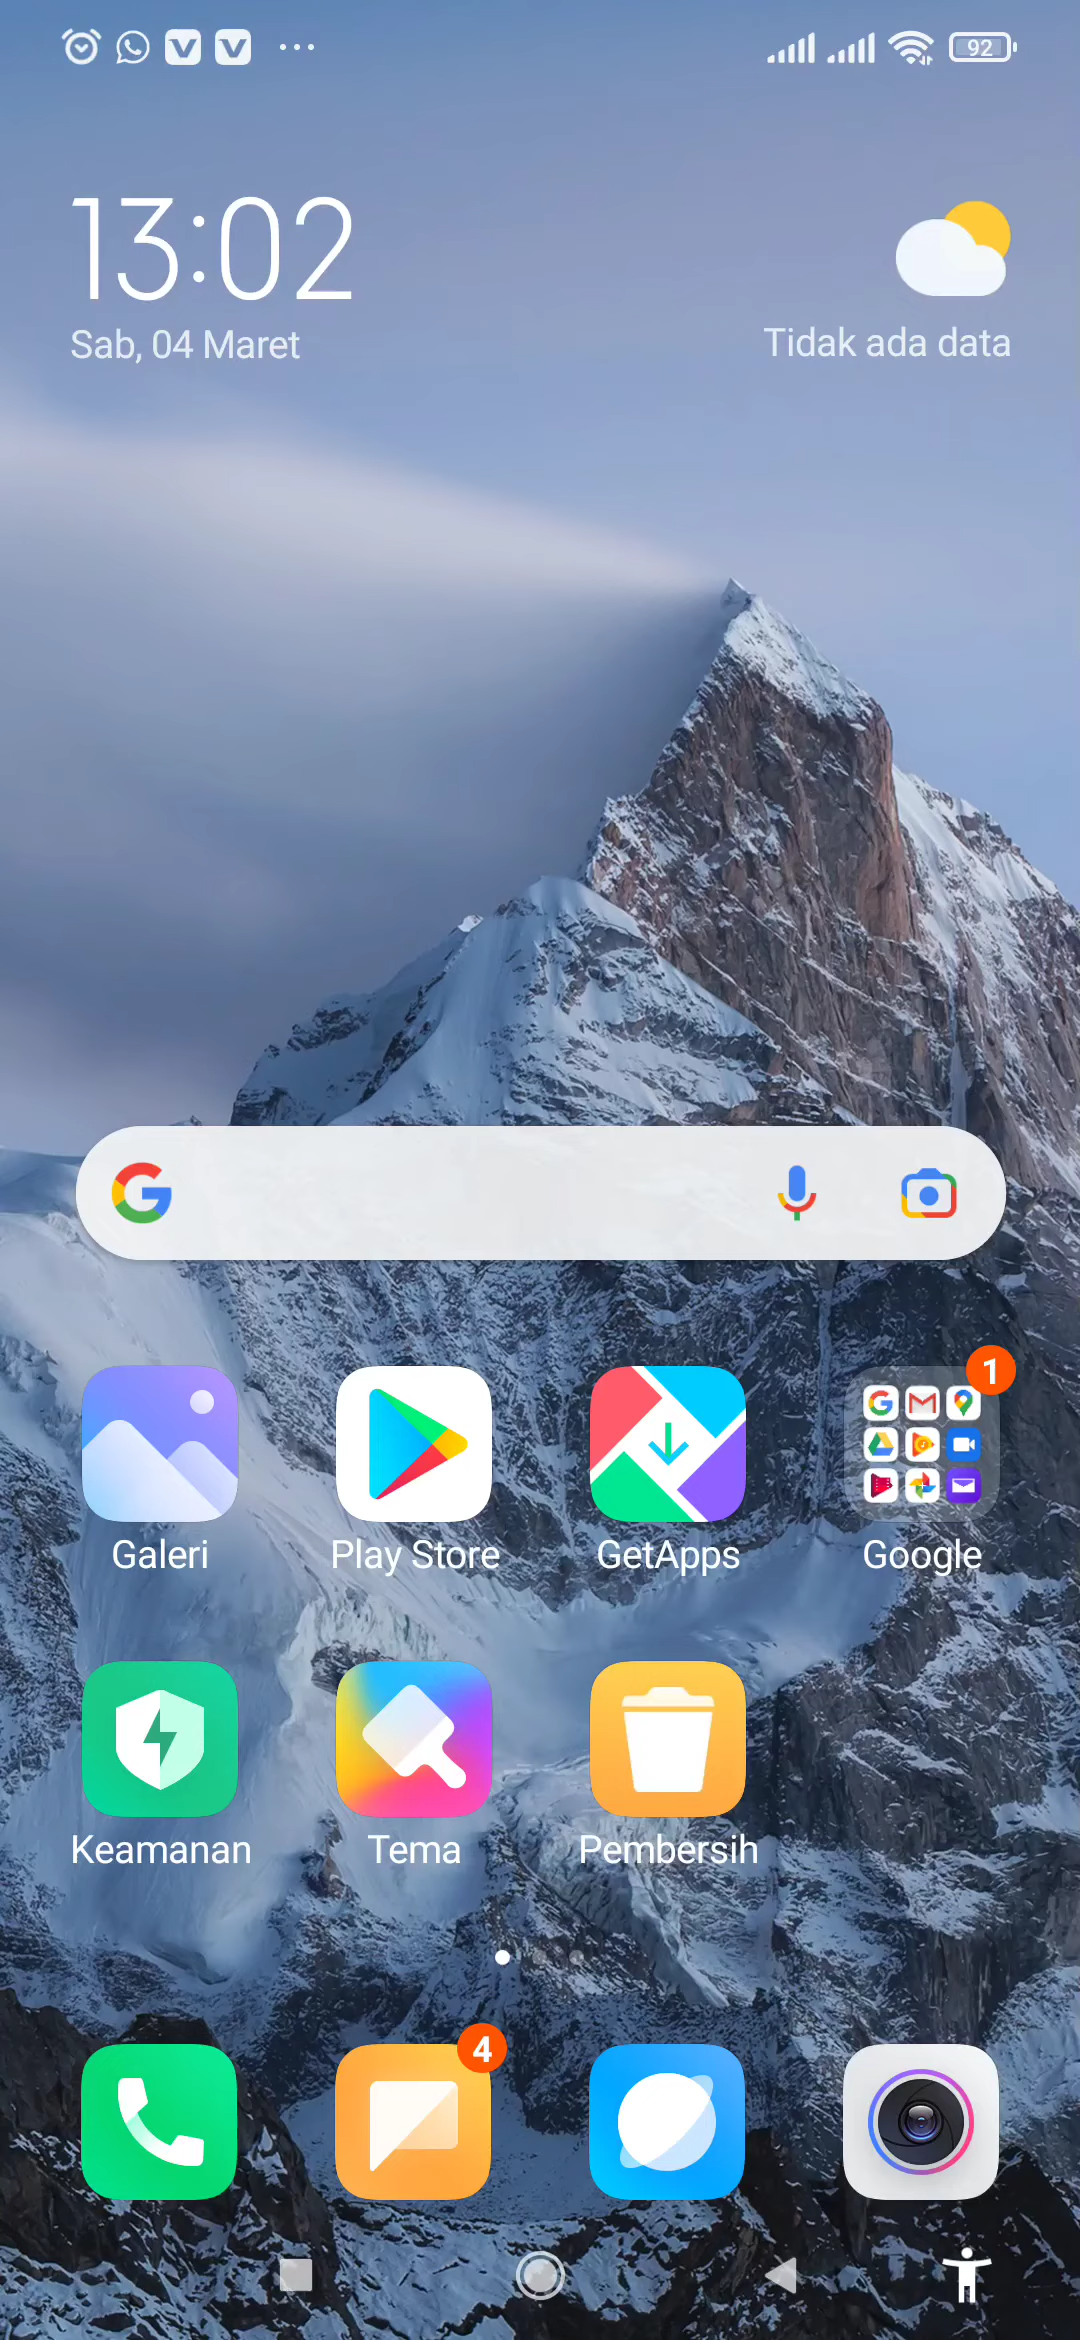 92
13:02
Sab, 04 Maret
Tidak ada data
1
Galeri
Play Store
GetApps
Google
Keamanan
Tema
Pembersih
4